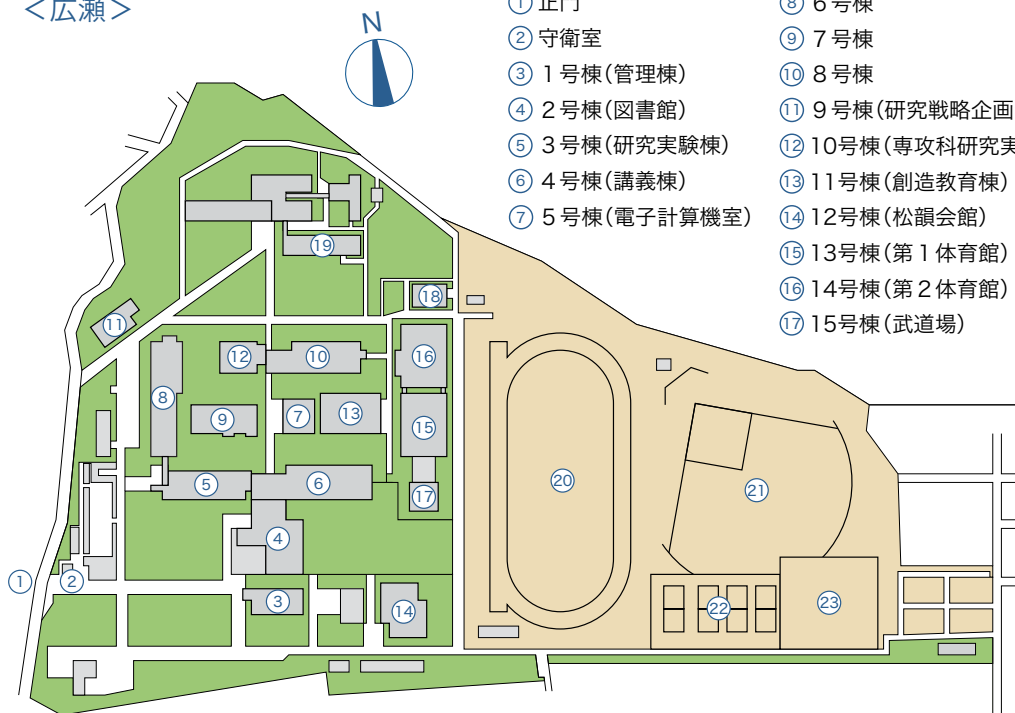 ＜広瀬＞
N
① 正門
② 守衛室
③ 1号棟(管理棟)
④ 2号棟(図書館)
⑤ 3号棟(研究実験棟)
⑥ 4号棟(講義棟)
⑦ 5号棟(電子計算機室)
⑧ 6号棟
⑨ 7号棟
⑩ 8号棟
⑪ 9号棟(研究戦略企画
⑫ 10号棟(専攻科研究実
⑬ 11号棟(創造教育棟)
⑭ 12号棟(松韻会館)
⑮ 13号棟(第1体育館)
⑯ 14号棟(第2体育館)
⑰ 15号棟(武道場)
⑲
⑱
⑪
⑫
⑩
⑯
⑧
⑨
⑦
⑬
⑮
⑤
⑥
⑰
⑳
㉑
④
①
②
③
⑭
㉒
㉓